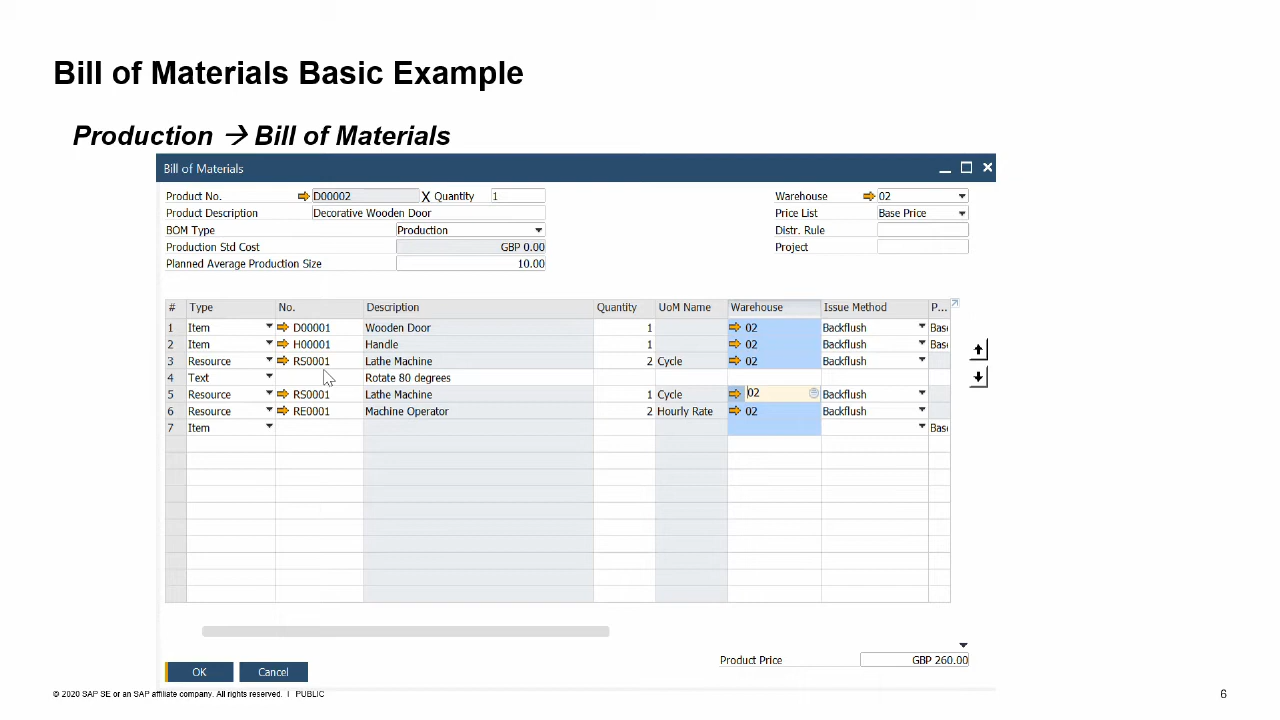 Bill of Materials Basic Example
Production → Bill of Materials
Bill of Materials
Product No. D00002 X Quantity 1 Warehouse 02
Product Description Decorative Wooden Door Price List Base Price
BOM Type Production Distr. Rule
Production Std Cost GBP 0.00 Project
Planned Average Production Size 10.00
# Type No. Description Quantity UoM Name Warehouse Issue Method P...
1 Item D00001 Wooden Door 1 02 Backflush Bas
2 Item H00001 Handle 1 02 Backflush Bas
3 Resource RS0001 Lathe Machine 2 Cycle 02 Backflush
4 Text Rotate 80 degrees
5 Resource RS0001 Lathe Machine 1 Cycle 02 Backflush
6 Resource RE0001 Machine Operator 2 Hourly Rate 02 Backflush
7 Item Bas
Product Price GBP 260.00
OK Cancel
© 2020 SAP SE or an SAP affiliate company. All rights reserved. I PUBLIC 6